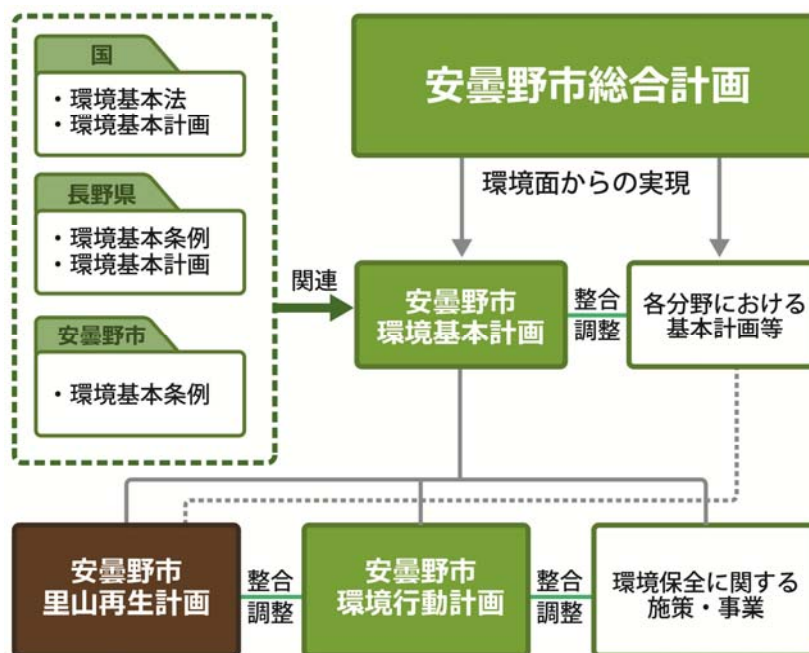 国
・環境基本法
・環境基本計画
長野県
・環境基本条例
・環境基本計画
安曇野市
・環境基本条例
関連
安曇野市総合計画
環境面からの実現
安曇野市
環境基本計画
整合
調整
各分野における
基本計画等
安曇野市
里山再生計画
整合
調整
安曇野市
環境行動計画
整合
調整
環境保全に関する
施策・事業